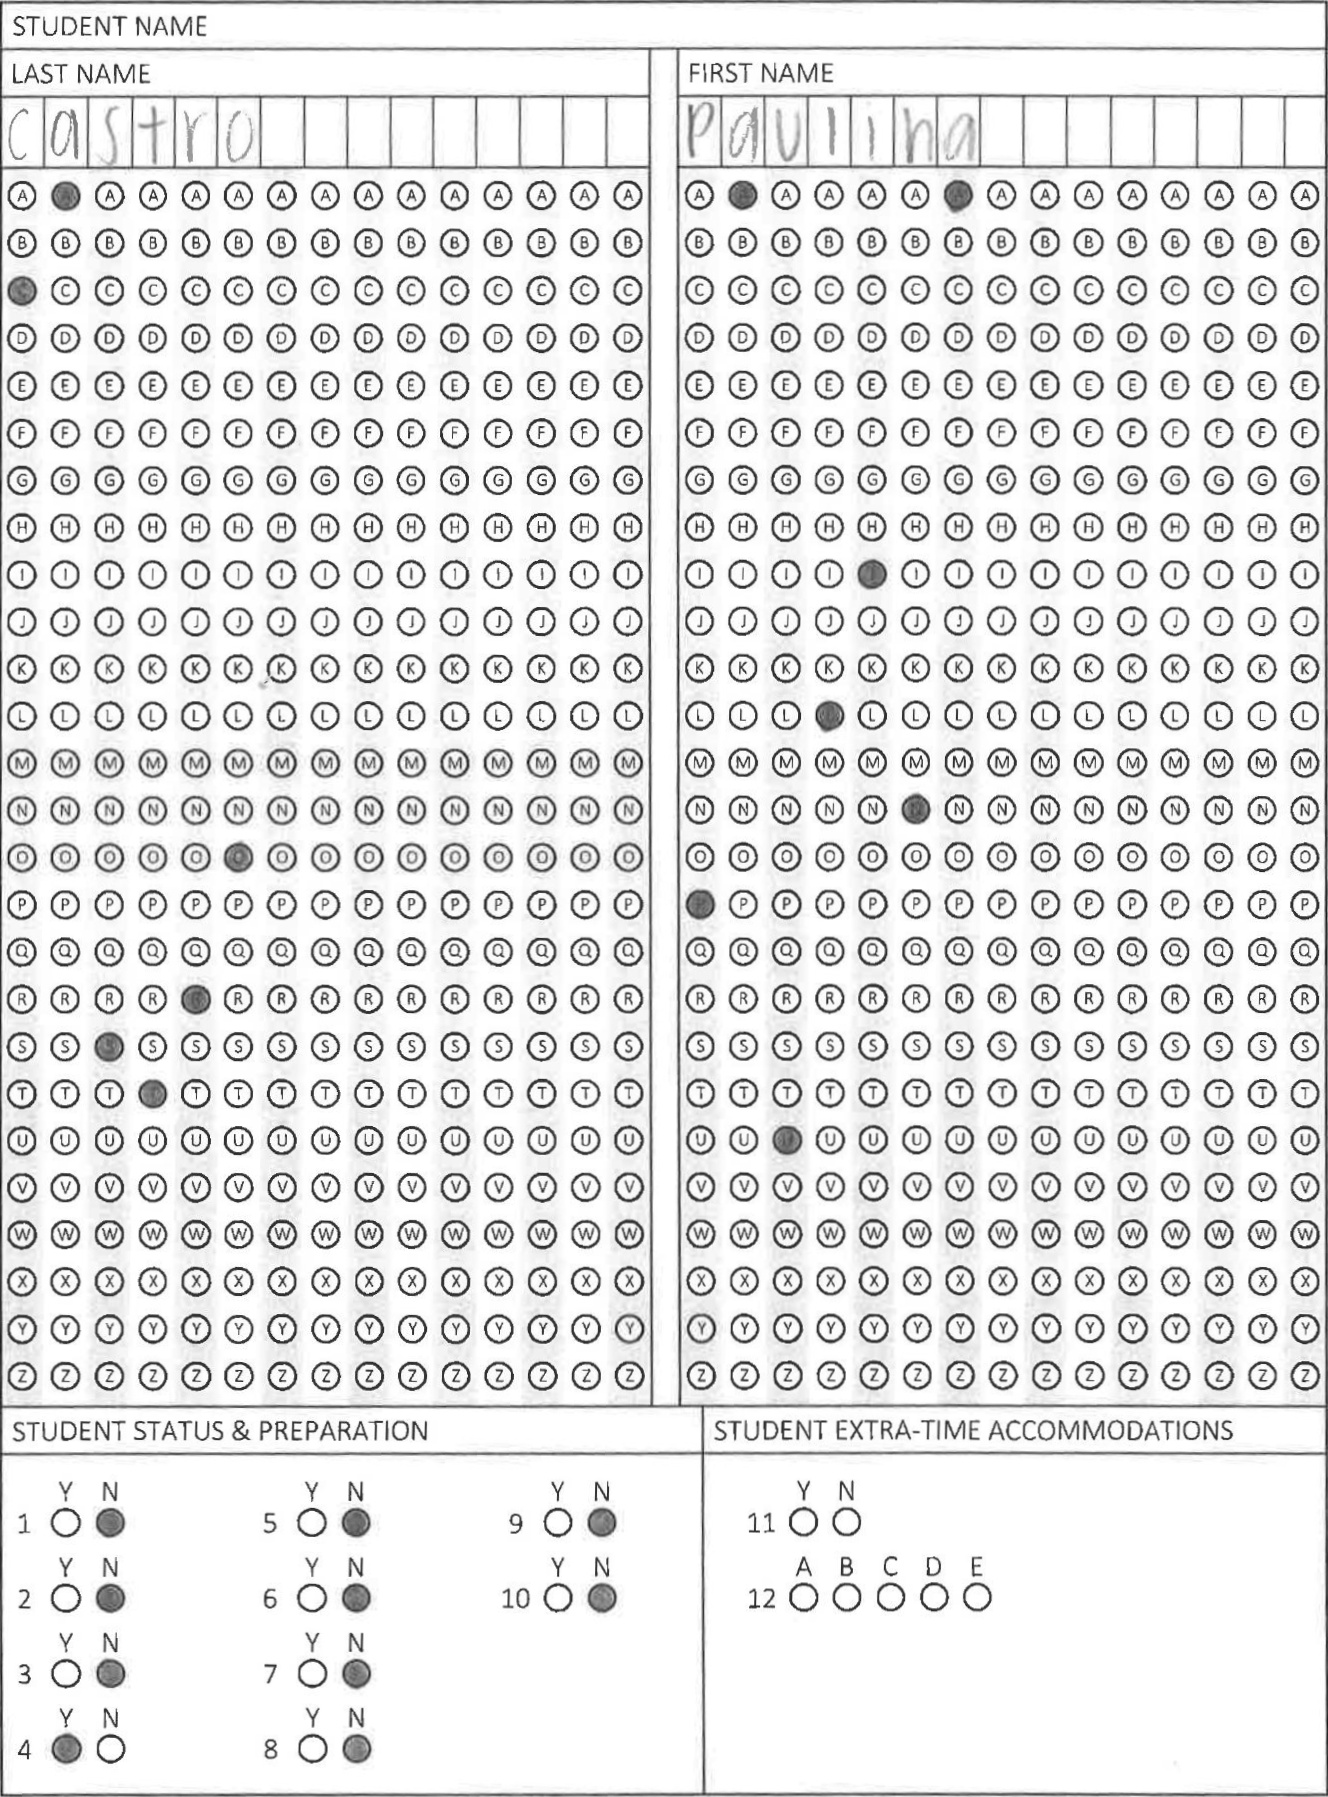 STUDENT NAME
LAST NAME FIRST NAME
castro Paulina
A A A A A A A A A A A A A A A A A A A A A A A A A A A A A A
B B B B B B B B B B B B B B B B B B B B B B B B B B B B B B
C C C C C C C C C C C C C C C C C C C C C C C C C C C C C C
D D D D D D D D D D D D D D D D D D D D D D D D D D D D D D
E E E E E E E E E E E E E E E E E E E E E E E E E E E E E E
F F F F F F F F F F F F F F F F F F F F F F F F F F F F F F
G G G G G G G G G G G G G G G G G G G G G G G G G G G G G G
H H H H H H H H H H H H H H H H H H H H H H H H H H H H H H
I I I I I I I I I I I I I I I I I I I I I I I I I I I I I I
J J J J J J J J J J J J J J J J J J J J J J J J J J J J J J
K K K K K K K K K K K K K K K K K K K K K K K K K K K K K K
L L L L L L L L L L L L L L L L L L L L L L L L L L L L L
M M M M M M M M M M M M M M M M M M M M M M M M M M M M M M
N N N N N N N N N N N N N N N N N N N N N N N N N N N N N N
O O O O O O O O O O O O O O O O O O O O O O O O O O O O O O
P P P P P P P P P P P P P P P P P P P P P P P P P P P P P P
Q Q Q Q Q Q Q Q Q Q Q Q Q Q Q Q Q Q Q Q Q Q Q Q Q Q Q Q Q Q
R R R R R R R R R R R R R R R R R R R R R R R R R R R R R
S S S S S S S S S S S S S S S S S S S S S S S S S S S S S S
T T T T T T T T T T T T T T T T T T T T T T T T T T T T T
U U U U U U U U U U U U U U U U U U U U U U U U U U U U U U
V V V V V V V V V V V V V V V V V V V V V V V V V V V V V V
W W W W W W W W W W W W W W W W W W W W W W W W W W W W W W
X X X X X X X X X X X X X X X X X X X X X X X X X X X X X X
Y Y Y Y Y Y Y Y Y Y Y Y Y Y Y Y Y Y Y Y Y Y Y Y Y Y Y Y Y Y
Z Z Z Z Z Z Z Z Z Z Z Z Z Z Z Z Z Z Z Z Z Z Z Z Z Z Z Z Z Z
STUDENT STATUS & PREPARATION
Y N
1
Y N
2
Y N
3
Y N
4
Y N
5
Y N
6
Y N
7
Y N
8
Y N
9
Y N
10
STUDENT EXTRA-TIME ACCOMMODATIONS
Y N
11
A B C D E
12